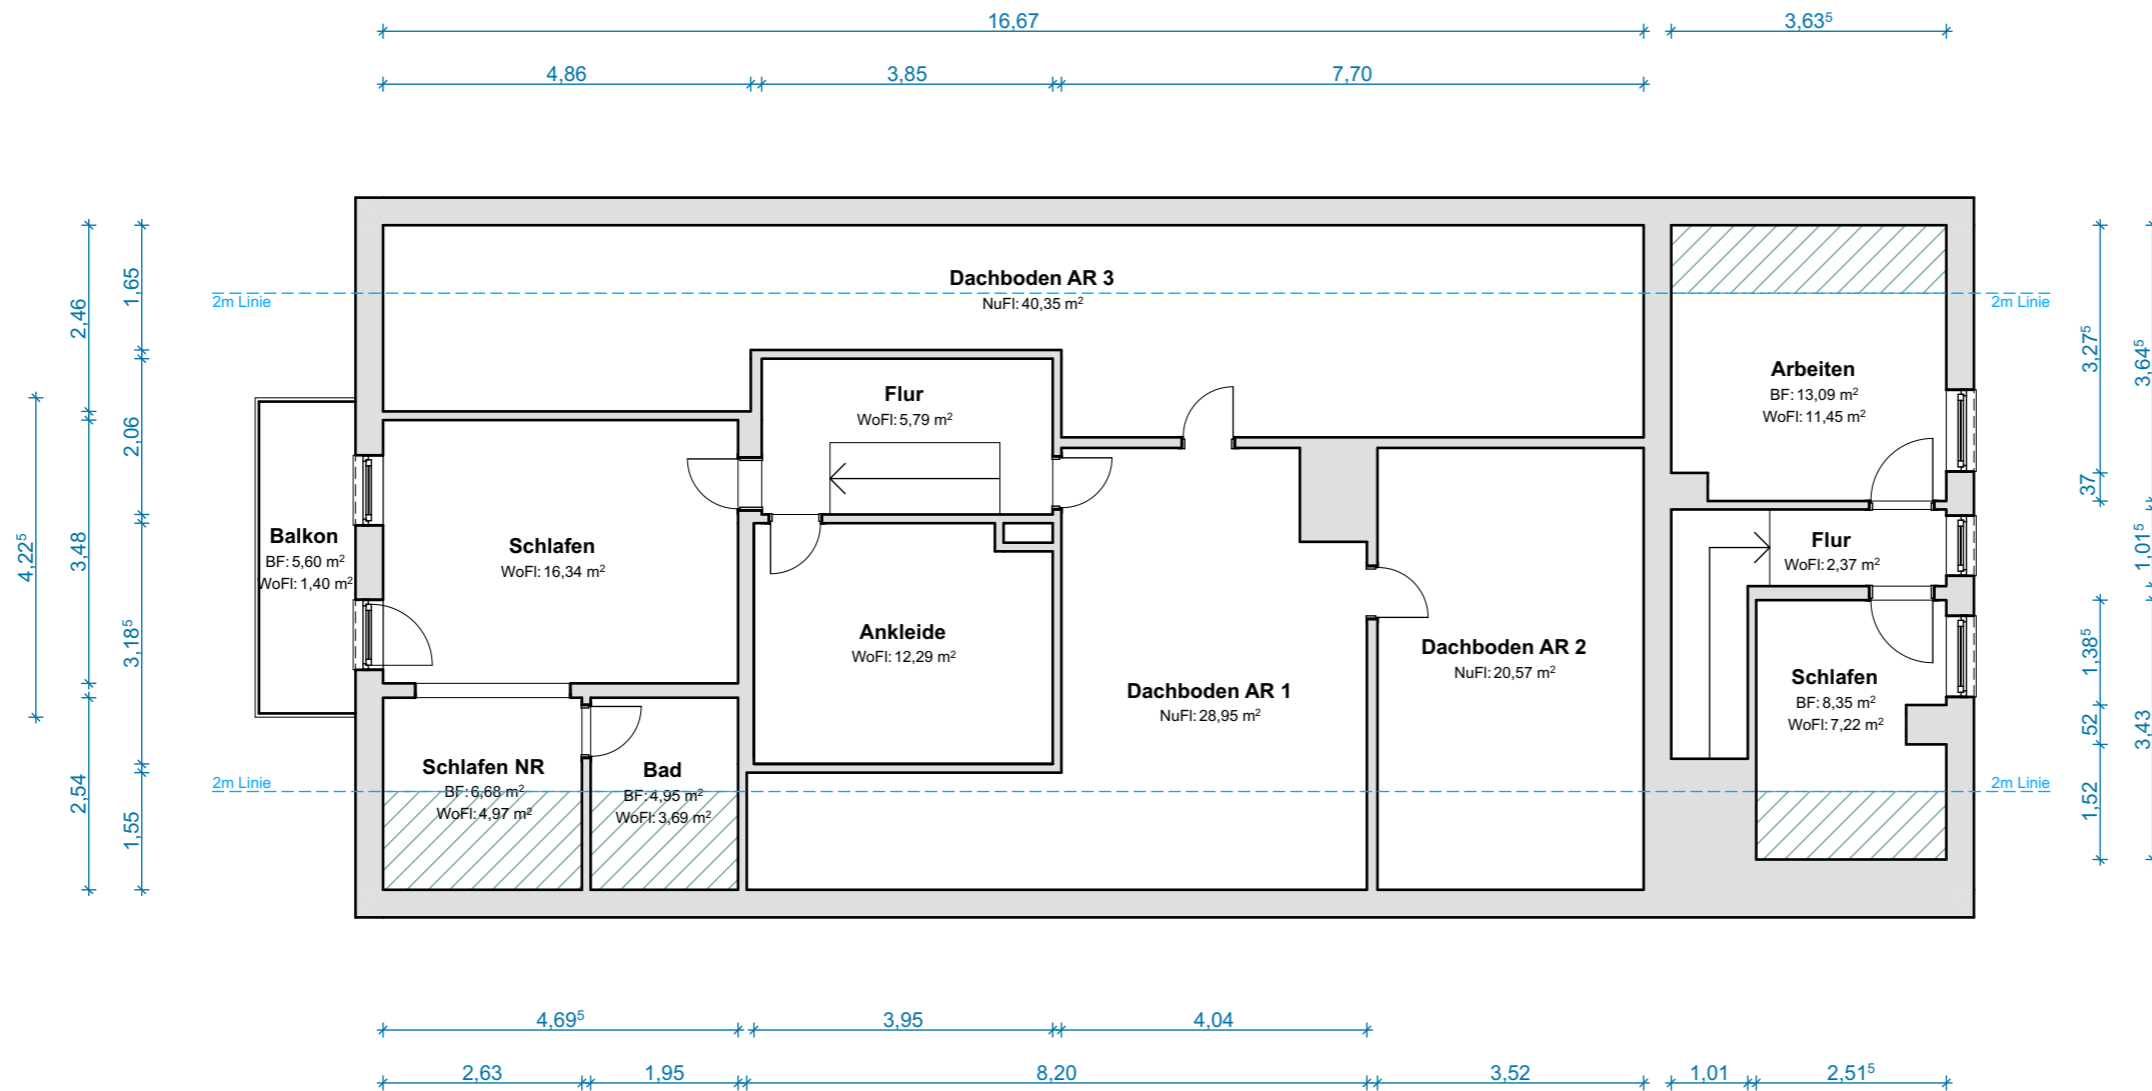 16,67
3,63⁵
4,86
3,85
7,70
Dachboden AR 3
NuFl: 40,35 m²
2m Linie
2m Linie
2,46
1,65
3,27⁵
3,64⁵
Arbeiten
BF: 13,09 m²
WoFl: 11,45 m²
Flur
WoFl: 5,79 m²
2,06
37
4,22⁵
3,48
Balkon
BF: 5,60 m²
WoFl: 1,40 m²
Schlafen
WoFl: 16,34 m²
Flur
WoFl: 2,37 m²
1,01⁵
3,18⁵
Ankleide
WoFl: 12,29 m²
Dachboden AR 2
NuFl: 20,57 m²
1,38⁵
Dachboden AR 1
NuFl: 28,95 m²
Schlafen
BF: 8,35 m²
WoFl: 7,22 m²
52
3,43
Schlafen NR
BF: 6,68 m²
WoFl: 4,97 m²
Bad
BF: 4,95 m²
WoFl: 3,69 m²
2m Linie
2m Linie
2,54
1,55
1,52
4,69⁵
3,95
4,04
2,63
1,95
8,20
3,52
1,01
2,51⁵